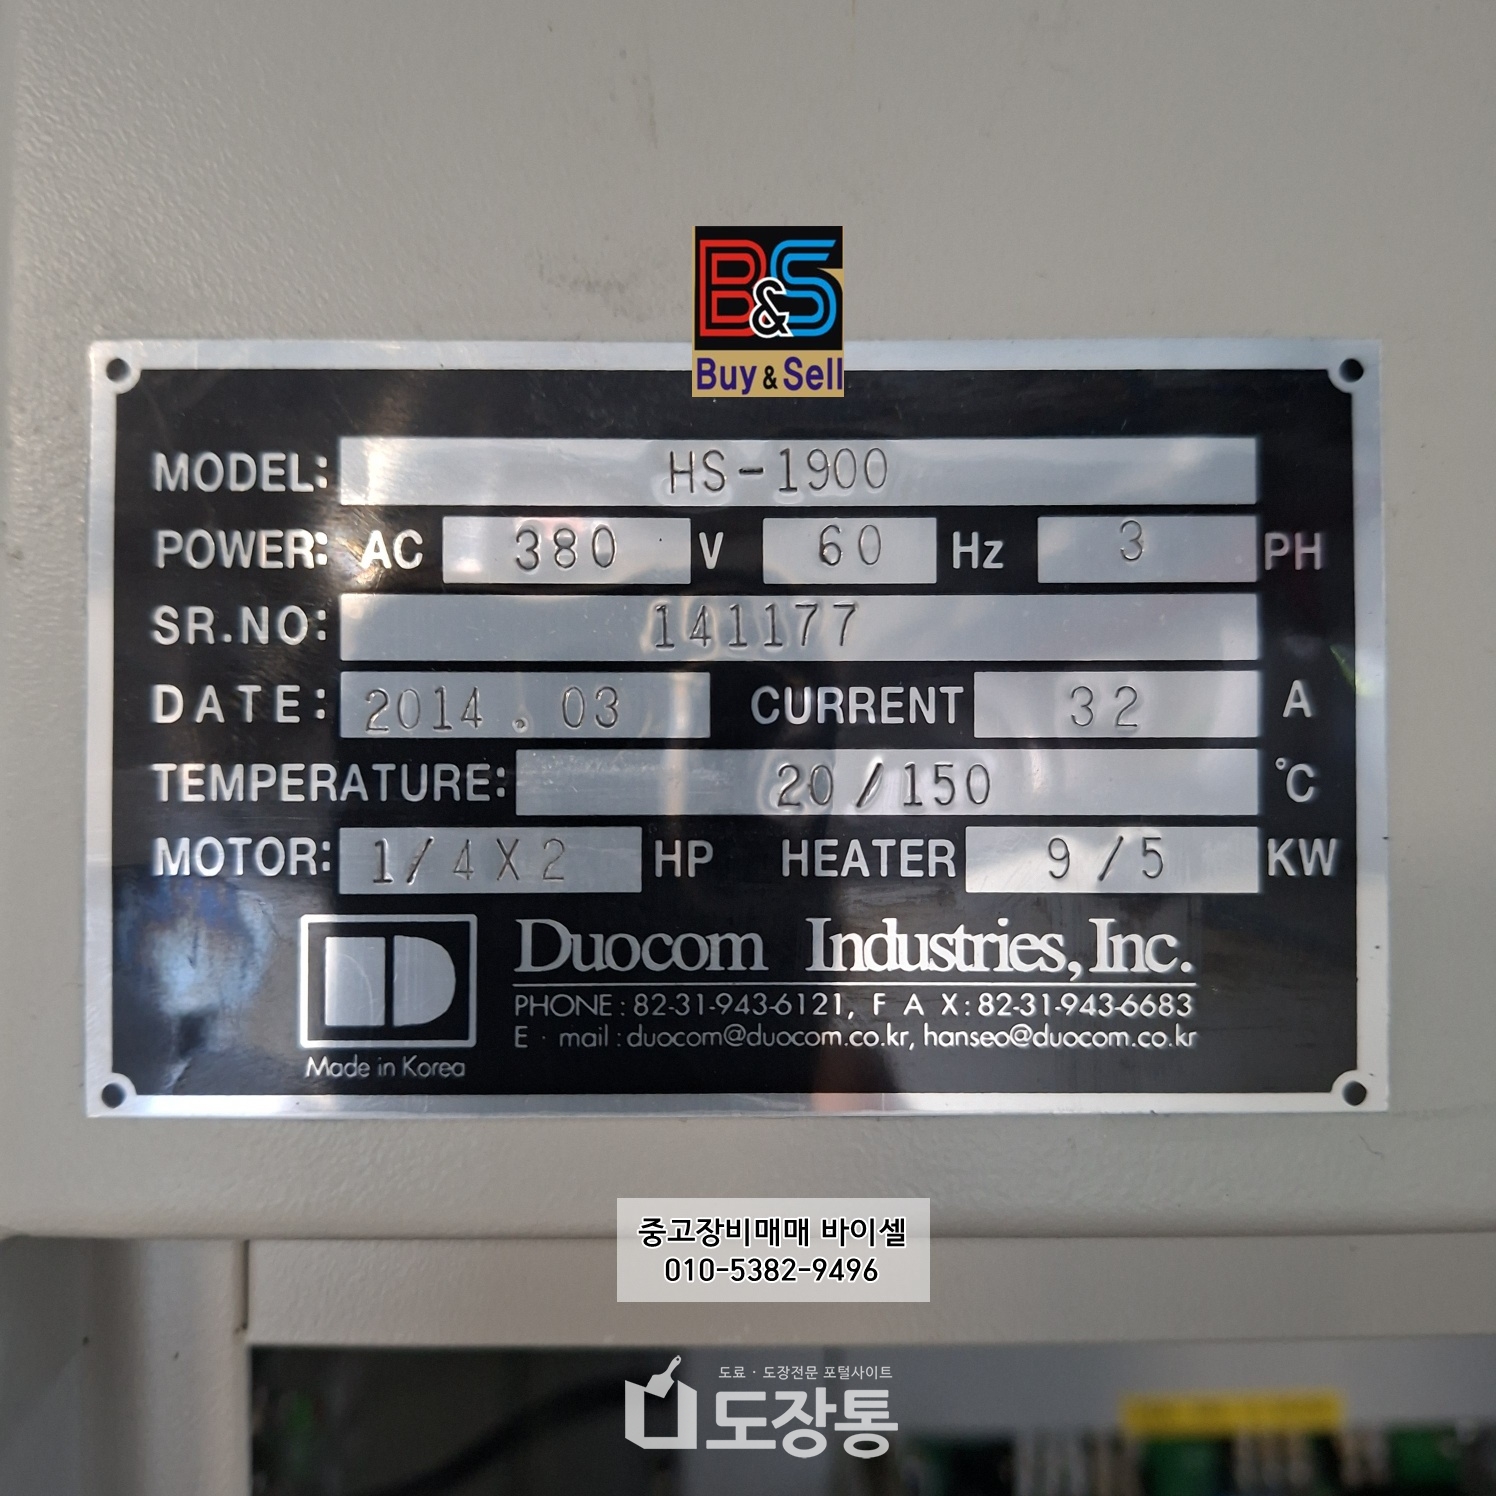 B&S
Buy & Sell
MODEL: HS-1900
POWER: AC 380 V 60 Hz 3 PH
SR.NO: 141177
DATE: 2014.03 CURRENT 32 A
TEMPERATURE: 20/150 °C
MOTOR: 1/4X2 HP HEATER 9/5 KW
Duocom Industries, Inc.
PHONE : 82-31-943-6121, F A X : 82-31-943-6683
E · mail : duocom@duocom.co.kr, hanseo@duocom.co.kr
Made in Korea
중고장비매매 바이셀
010-5382-9496
도료 · 도장전문 포털사이트
도장통